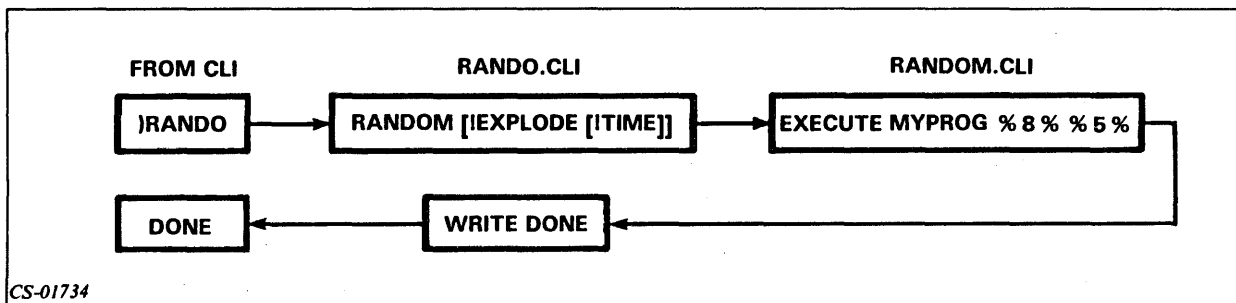 FROM CLI RANDO.CLI RANDOM.CLI
)RANDO RANDOM [!EXPLODE [!TIME]] EXECUTE MYPROG %8% %5%
DONE WRITE DONE
CS-01734